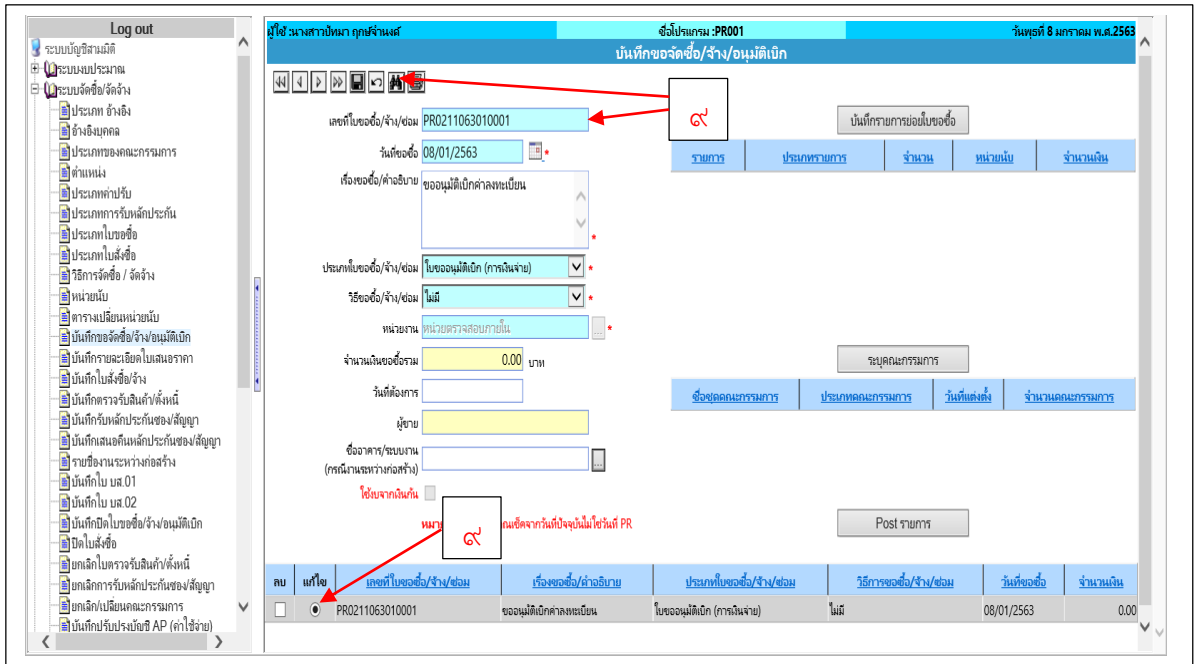 Log out
ระบบบัญชีสามมิติ
ระบบงบประมาณ
ระบบจัดซื้อ/จัดจ้าง
ประเภท อ้างอิง
อ้างอิงบุคคล
ประเภทของคณะกรรมการ
ตำแหน่ง
ประเภทค่าปรับ
ประเภทการรับหลักประกัน
ประเภทใบขอซื้อ
ประเภทใบสั่งซื้อ
วิธีการจัดซื้อ / จัดจ้าง
หน่วยนับ
ตารางเปลี่ยนหน่วยนับ
บันทึกขอจัดซื้อ/จ้าง/อนุมัติเบิก
บันทึกรายละเอียดใบเสนอราคา
บันทึกใบสั่งซื้อ/จ้าง
บันทึกตรวจรับสินค้า/ตั้งหนี้
บันทึกรับหลักประกันซอง/สัญญา
บันทึกเสนอคืนหลักประกันซอง/สัญญา
รายชื่องานระหว่างก่อสร้าง
บันทึกใบ บส.01
บันทึกใบ บส.02
บันทึกปิดใบขอซื้อ/จ้าง/อนุมัติเบิก
ปิดใบสั่งซื้อ
ยกเลิกใบตรวจรับสินค้า/ตั้งหนี้
ยกเลิกการรับหลักประกันซอง/สัญญา
ยกเลิก/เปลี่ยนคณะกรรมการ
บันทึกปรับปรุงบัญชี AP (ค่าใช้จ่าย)
ผู้ใช้ :นางสาวปัทมา ฤกษ์จำนงค์ ชื่อโปรแกรม :PR001 วันพุธที่ 8 มกราคม พ.ศ.2563
บันทึกขอจัดซื้อ/จ้าง/อนุมัติเบิก
๙
เลขที่ใบขอซื้อ/จ้าง/ซ่อม PR0211063010001 บันทึกรายการย่อยใบขอซื้อ
วันที่ขอซื้อ 08/01/2563 *
รายการ ประเภทรายการ จำนวน หน่วยนับ จำนวนเงิน
เรื่องขอซื้อ/คำอธิบาย ขออนุมัติเบิกค่าลงทะเบียน
*
ประเภทใบขอซื้อ/จ้าง/ซ่อม ใบขออนุมัติเบิก (การเงินจ่าย) *
วิธีขอซื้อ/จ้าง/ซ่อม ไม่มี *
หน่วยงาน หน่วยตรวจสอบภายใน ... *
จำนวนเงินขอซื้อรวม 0.00 บาท ระบุคณะกรรมการ
วันที่ต้องการ
ชื่อชุดคณะกรรมการ ประเภทคณะกรรมการ วันที่แต่งตั้ง จำนวนคณะกรรมการ
ผู้ขาย
ชื่ออาคาร/ระบบงาน
(กรณีงานระหว่างก่อสร้าง) ...
ใช้งบจากเงินกัน
๙
ณเช็คจากวันที่ปัจจุบันไม่ใช่วันที่ PR Post รายการ
ลบ แก้ไข เลขที่ใบขอซื้อ/จ้าง/ซ่อม เรื่องขอซื้อ/คำอธิบาย ประเภทใบขอซื้อ/จ้าง/ซ่อม วิธีการขอซื้อ/จ้าง/ซ่อม วันที่ขอซื้อ จำนวนเงิน
PR0211063010001 ขออนุมัติเบิกค่าลงทะเบียน ใบขออนุมัติเบิก (การเงินจ่าย) ไม่มี 08/01/2563 0.00